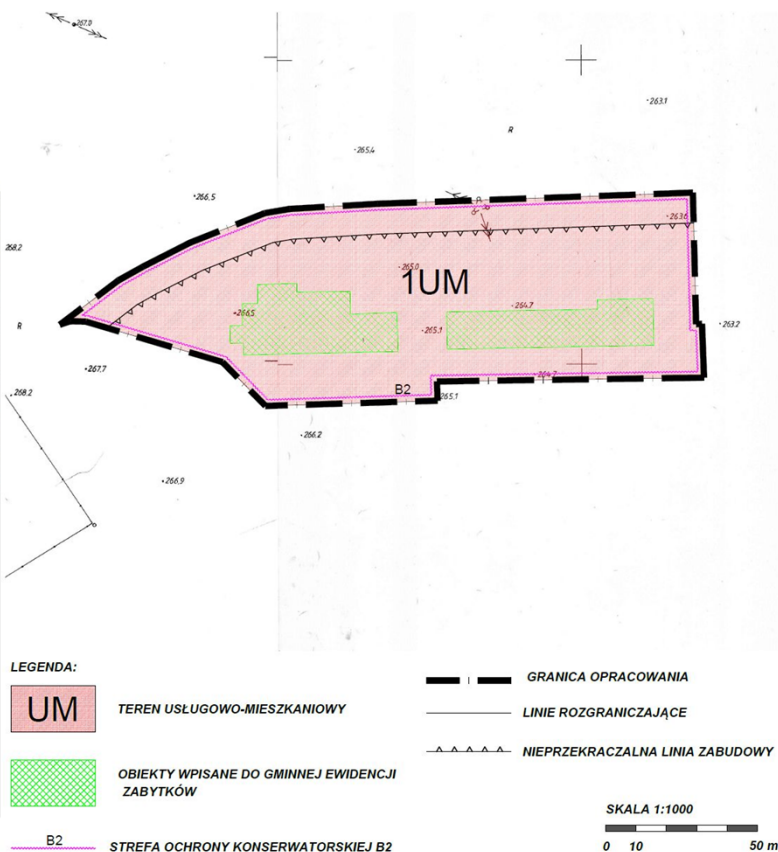 267.0
263.1
R
265.4
266,5
R
263.6
268.2
265.0
1UM
264.7
266,5
265.1
263.2
R
267.7
264.7
B2
265.1
268.2
266.2
266,9
LEGENDA:
UM
TEREN USŁUGOWO-MIESZKANIOWY
OBIEKTY WPISANE DO GMINNEJ EWIDENCJI
ZABYTKÓW
B2
STREFA OCHRONY KONSERWATORSKIEJ B2
GRANICA OPRACOWANIA
LINIE ROZGRANICZAJĄCE
NIEPRZEKRACZALNA LINIA ZABUDOWY
SKALA 1:1000
0 10 50 m